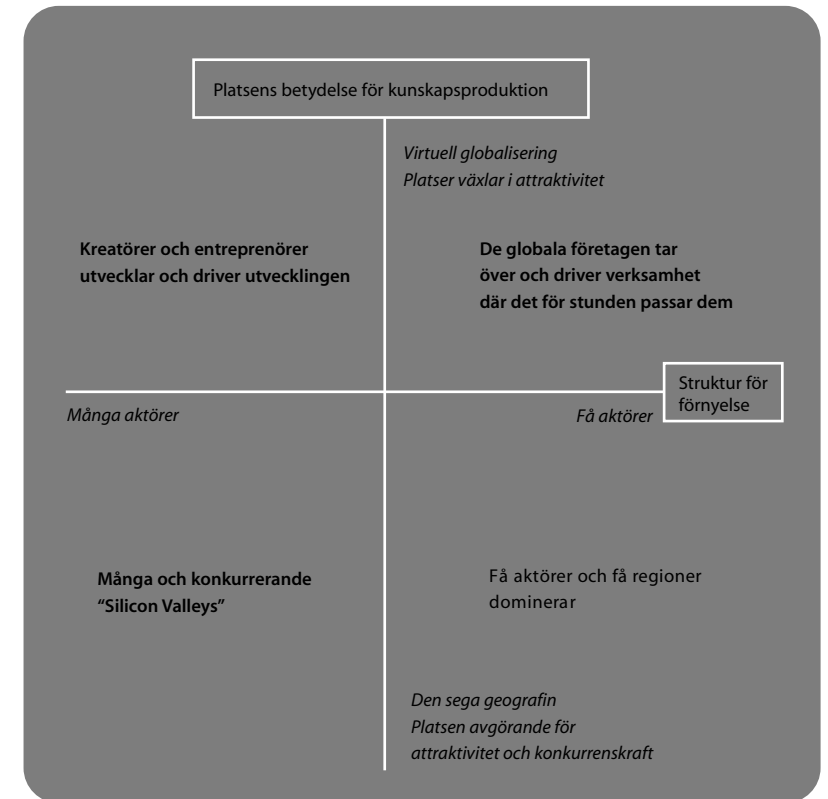 Platsens betydelse för kunskapsproduktion
Virtuell globalisering
Platser växlar i attraktivitet
Kreatörer och entreprenörer
utvecklar och driver utvecklingen
De globala företagen tar
över och driver verksamhet
där det för stunden passar dem
Struktur för
förnyelse
Många aktörer
Få aktörer
Många och konkurrerande
“Silicon Valleys”
Få aktörer och få regioner
dominerar
Den sega geografin
Platsen avgörande för
attraktivitet och konkurrenskraft